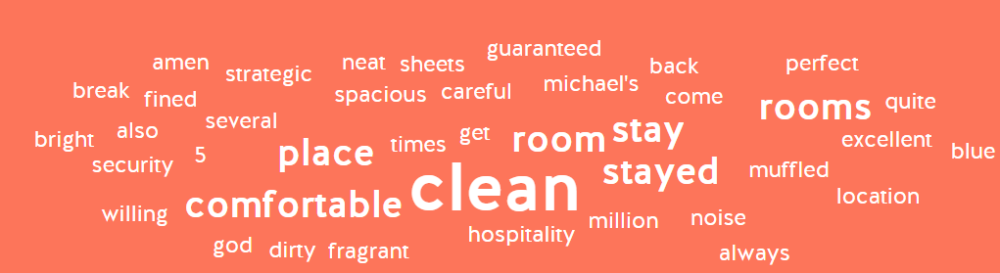 guaranteed
amen strategic neat sheets back perfect
break fined spacious careful michael's come
rooms quite
bright also several
place times get room stay excellent
security 5 stayed muffled blue
willing comfortable clean location
hospitality million noise
god dirty fragrant always